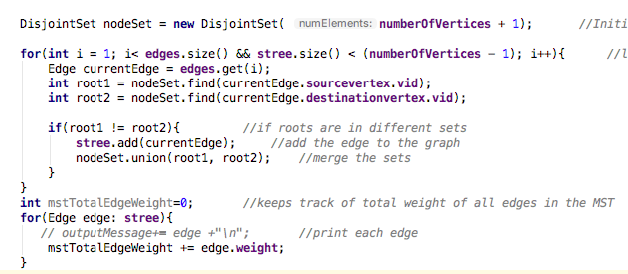 DisjointSet nodeSet = new DisjointSet( numElements: numberOfVertices + 1); //Initi
for(int i = 1; i< edges.size() && stree.size() < (numberOfVertices - 1); i++){ //l
Edge currentEdge = edges.get(i);
int root1 = nodeSet.find(currentEdge.sourcevertex.vid);
int root2 = nodeSet.find(currentEdge.destinationvertex.vid);
if(root1 != root2){ //if roots are in different sets
stree.add(currentEdge); //add the edge to the graph
nodeSet.union(root1, root2); //merge the sets
}
}
int mstTotalEdgeWeight=0; //keeps track of total weight of all edges in the MST
for(Edge edge: stree){
// outputMessage+= edge +"\n"; //print each edge
mstTotalEdgeWeight += edge.weight;
}